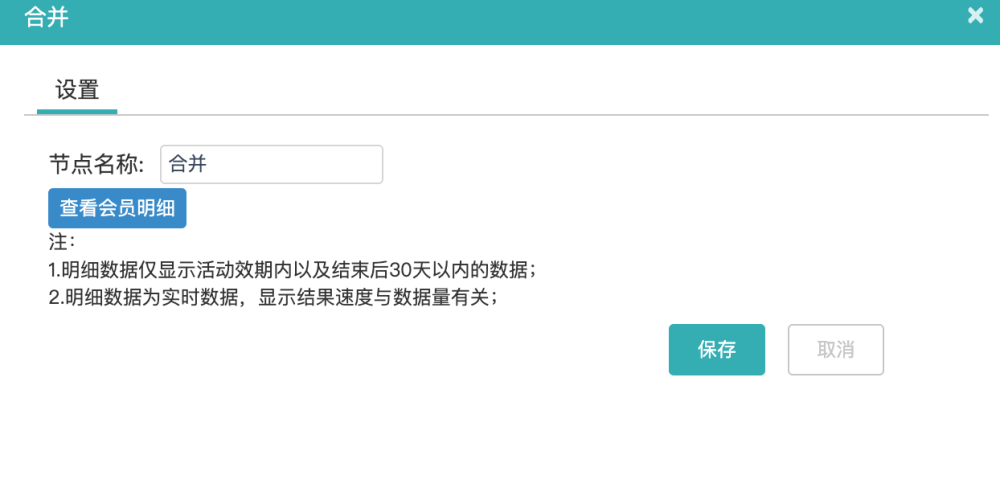 合并
设置
节点名称: 合并
查看会员明细
注：
1.明细数据仅显示活动效期内以及结束后30天以内的数据；
2.明细数据为实时数据，显示结果速度与数据量有关；
保存 取消